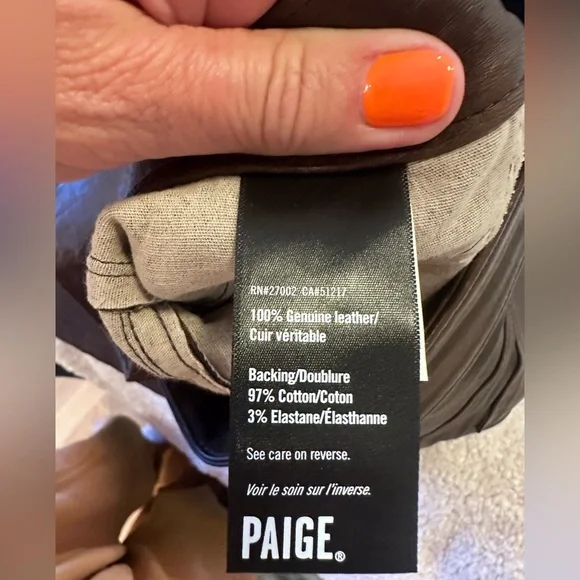 RN#27002 CA#51217
100% Genuine leather/
Cuir véritable
Backing/Doublure
97% Cotton/Coton
3% Elastane/Élasthanne
See care on reverse.
Voir le soin sur l'inverse.
PAIGE®